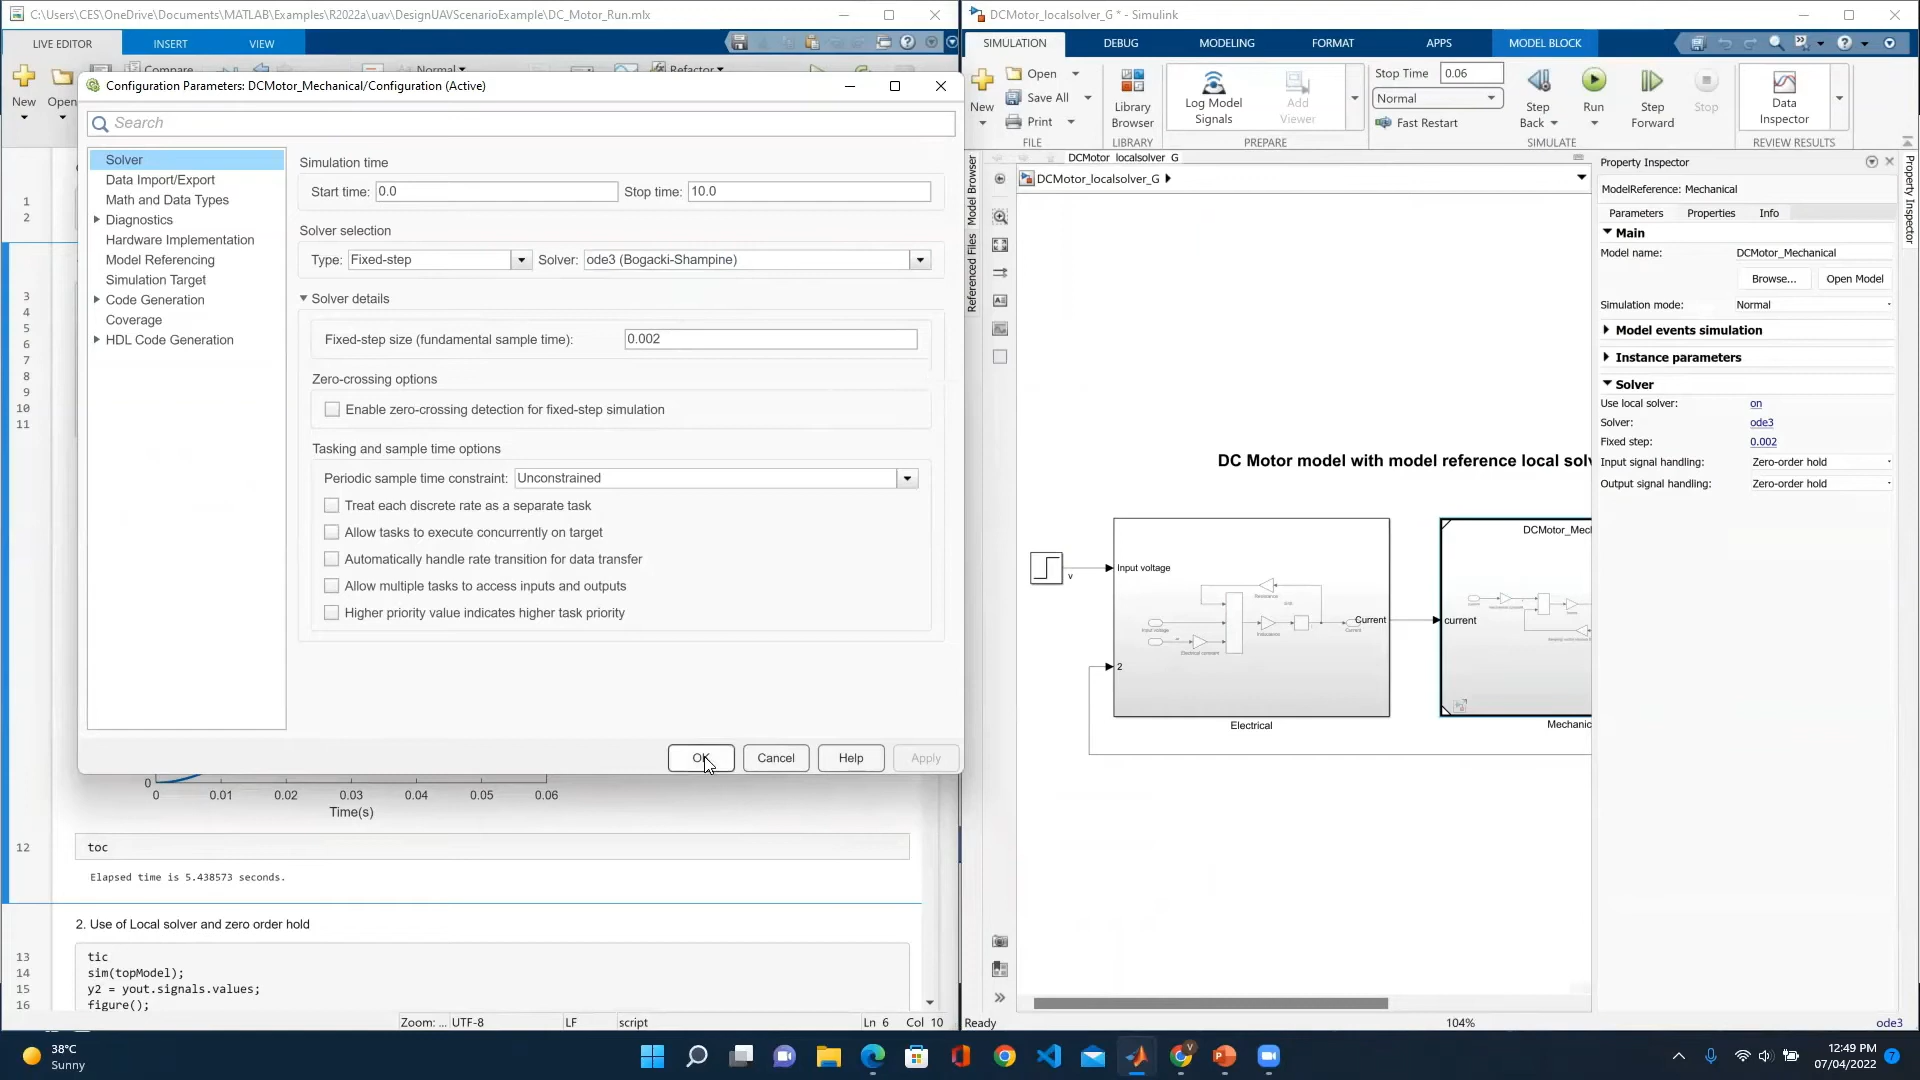 C:\Users\CES\OneDrive\Documents\MATLAB\Examples\R2022a\uav\DesignUAVScenarioExample\DC_Motor_Run.mlx
LIVE EDITOR
INSERT
VIEW
New
Open
Compare
Normal
Refactor
Configuration Parameters: DCMotor_Mechanical/Configuration (Active)
Search
Solver
Data Import/Export
Math and Data Types
Diagnostics
Hardware Implementation
Model Referencing
Simulation Target
Code Generation
Coverage
HDL Code Generation
Simulation time
Start time: 0.0
Stop time: 10.0
Solver selection
Type: Fixed-step
Solver: ode3 (Bogacki-Shampine)
Solver details
Fixed-step size (fundamental sample time): 0.002
Zero-crossing options
Enable zero-crossing detection for fixed-step simulation
Tasking and sample time options
Periodic sample time constraint: Unconstrained
Treat each discrete rate as a separate task
Allow tasks to execute concurrently on target
Automatically handle rate transition for data transfer
Allow multiple tasks to access inputs and outputs
Higher priority value indicates higher task priority
OK
Cancel
Help
Apply
1
2
3
4
5
6
7
8
9
10
11
0
0 0.01 0.02 0.03 0.04 0.05 0.06
Time(s)
12 toc
Elapsed time is 5.438573 seconds.
2. Use of Local solver and zero order hold
13 tic
14 sim(topModel);
15 y2 = yout.signals.values;
16 figure();
Zoom: ... UTF-8 LF script Ln 6 Col 10
DCMotor_localsolver_G * - Simulink
SIMULATION
DEBUG
MODELING
FORMAT
APPS
MODEL BLOCK
New
Open
Save All
Print
FILE
Library Browser
LIBRARY
Log Model Signals
Add Viewer
PREPARE
Stop Time 0.06
Normal
Fast Restart
Step Back
Run
Step Forward
Stop
SIMULATE
Data Inspector
REVIEW RESULTS
DCMotor_localsolver_G
DCMotor_localsolver_G
Model Browser
Referenced Files
DC Motor model with model reference local solv
v
Input voltage
2
Resistance
Input voltage
Electrical constant
Inductance
Current
Current
Electrical
DCMotor_Mec
current
Mechanic
Property Inspector
ModelReference: Mechanical
Parameters
Properties
Info
Main
Model name: DCMotor_Mechanical
Browse...
Open Model
Simulation mode: Normal
Model events simulation
Instance parameters
Solver
Use local solver: on
Solver: ode3
Fixed step: 0.002
Input signal handling: Zero-order hold
Output signal handling: Zero-order hold
Property Inspector
Ready
104%
ode3
38°C
Sunny
12:49 PM
07/04/2022
7